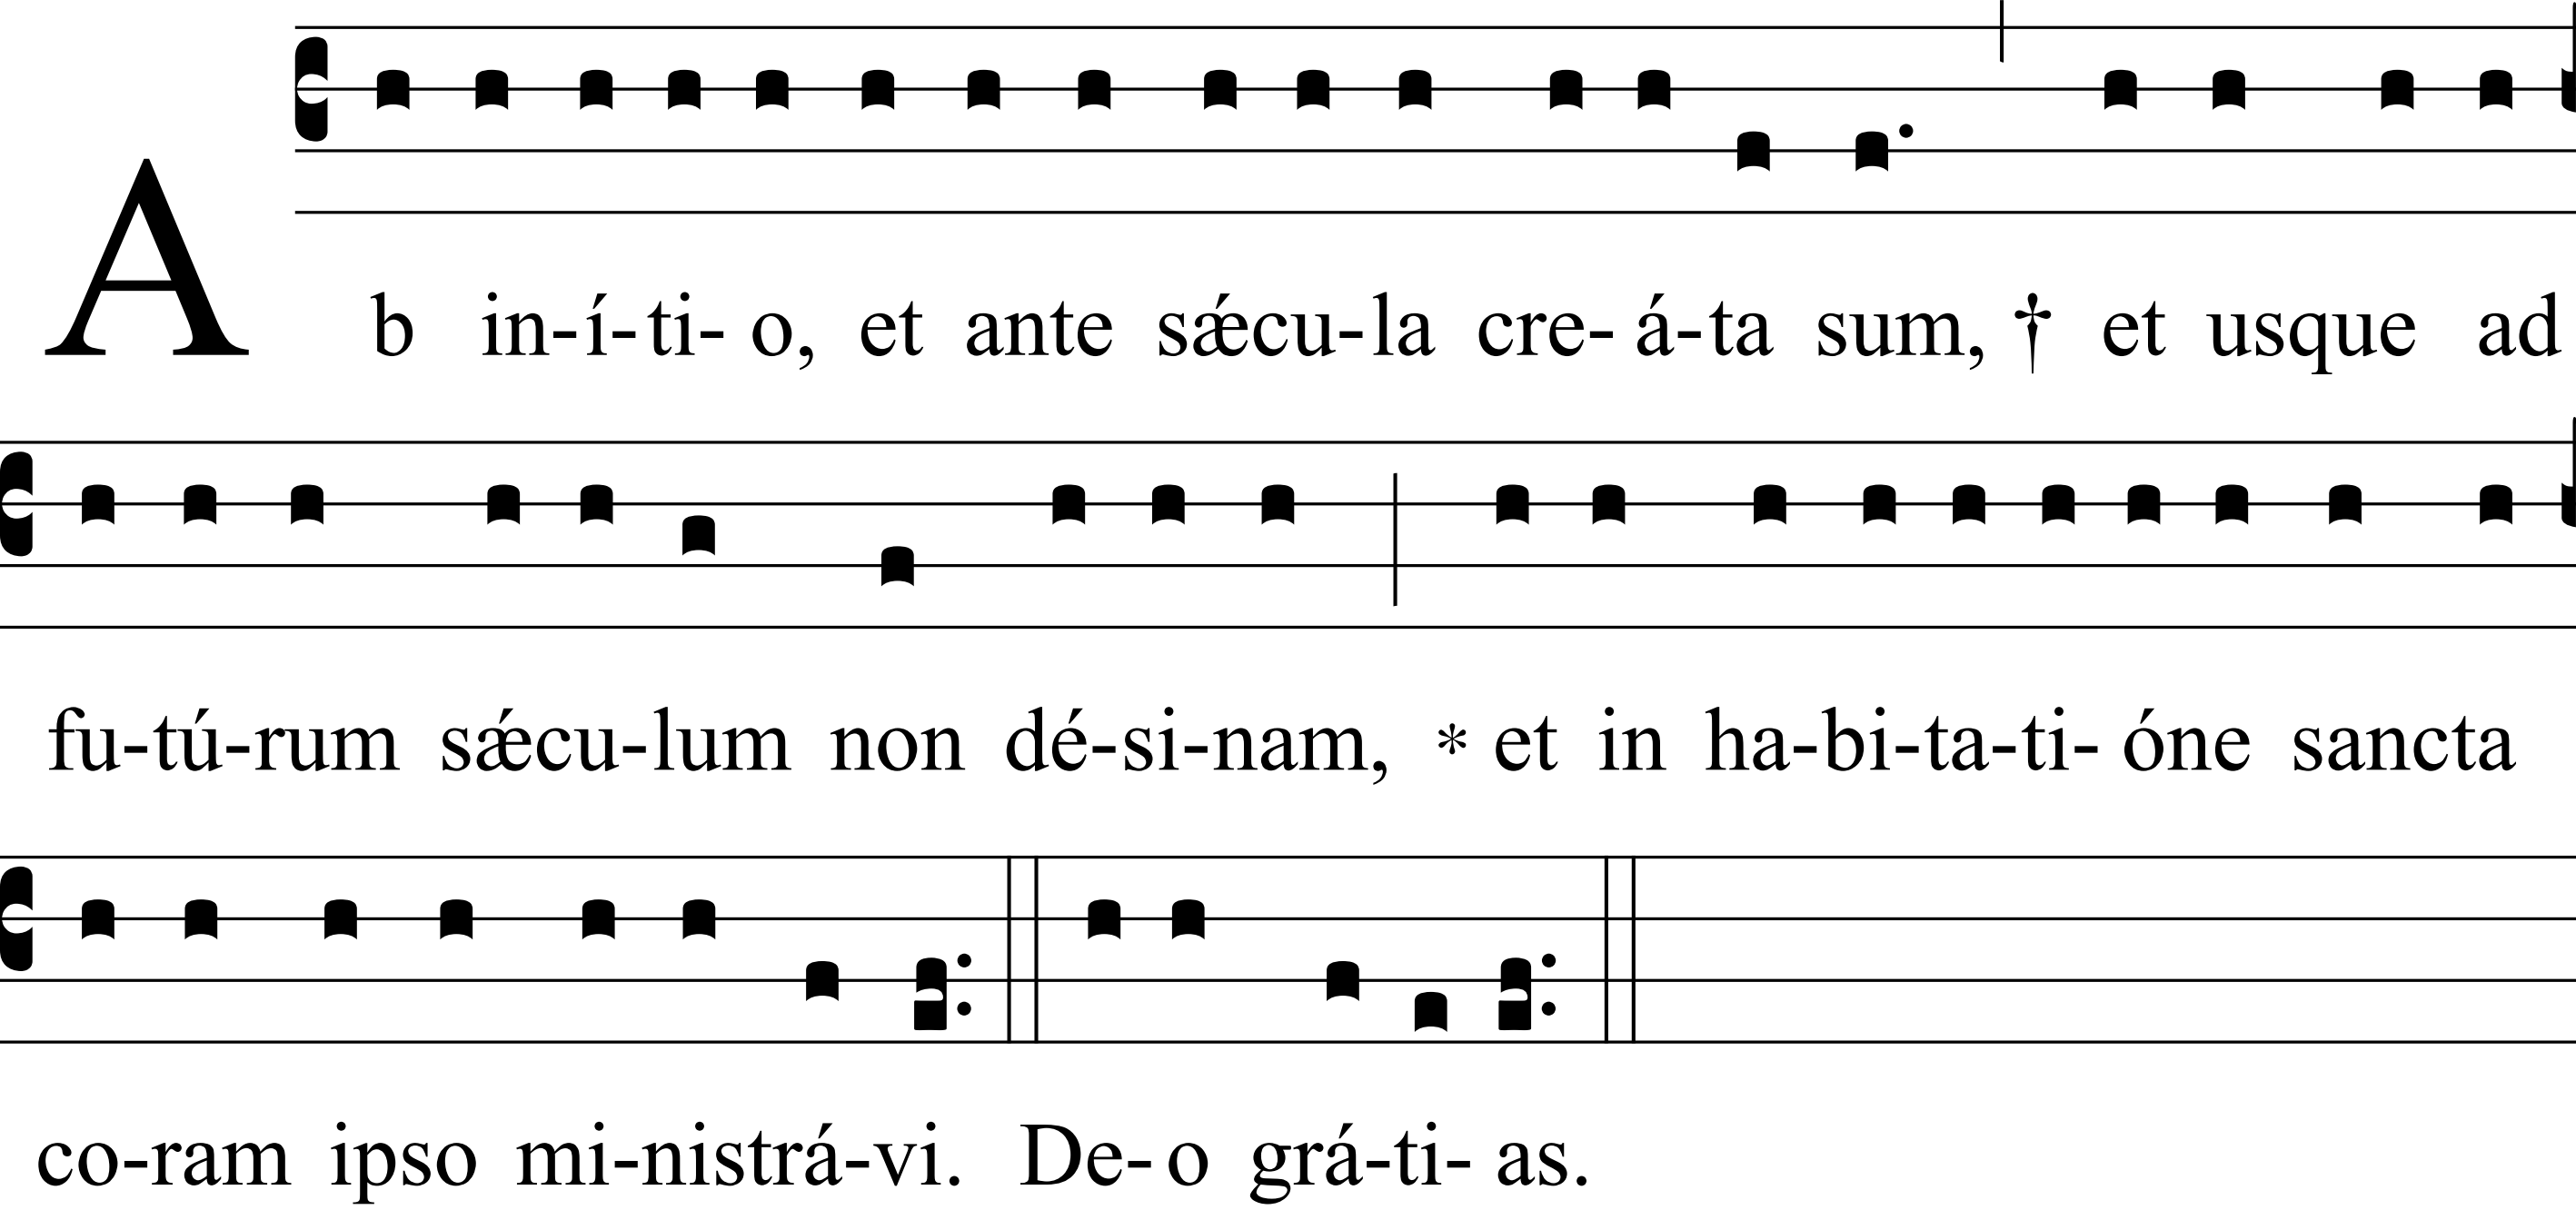 Ab in-í-ti-o, et ante sǽcu-la cre-á-ta sum, † et usque ad
fu-tú-rum sǽcu-lum non dé-si-nam, * et in ha-bi-ta-ti-óne sancta
co-ram ipso mi-nistrá-vi. De-o grá-ti-as.